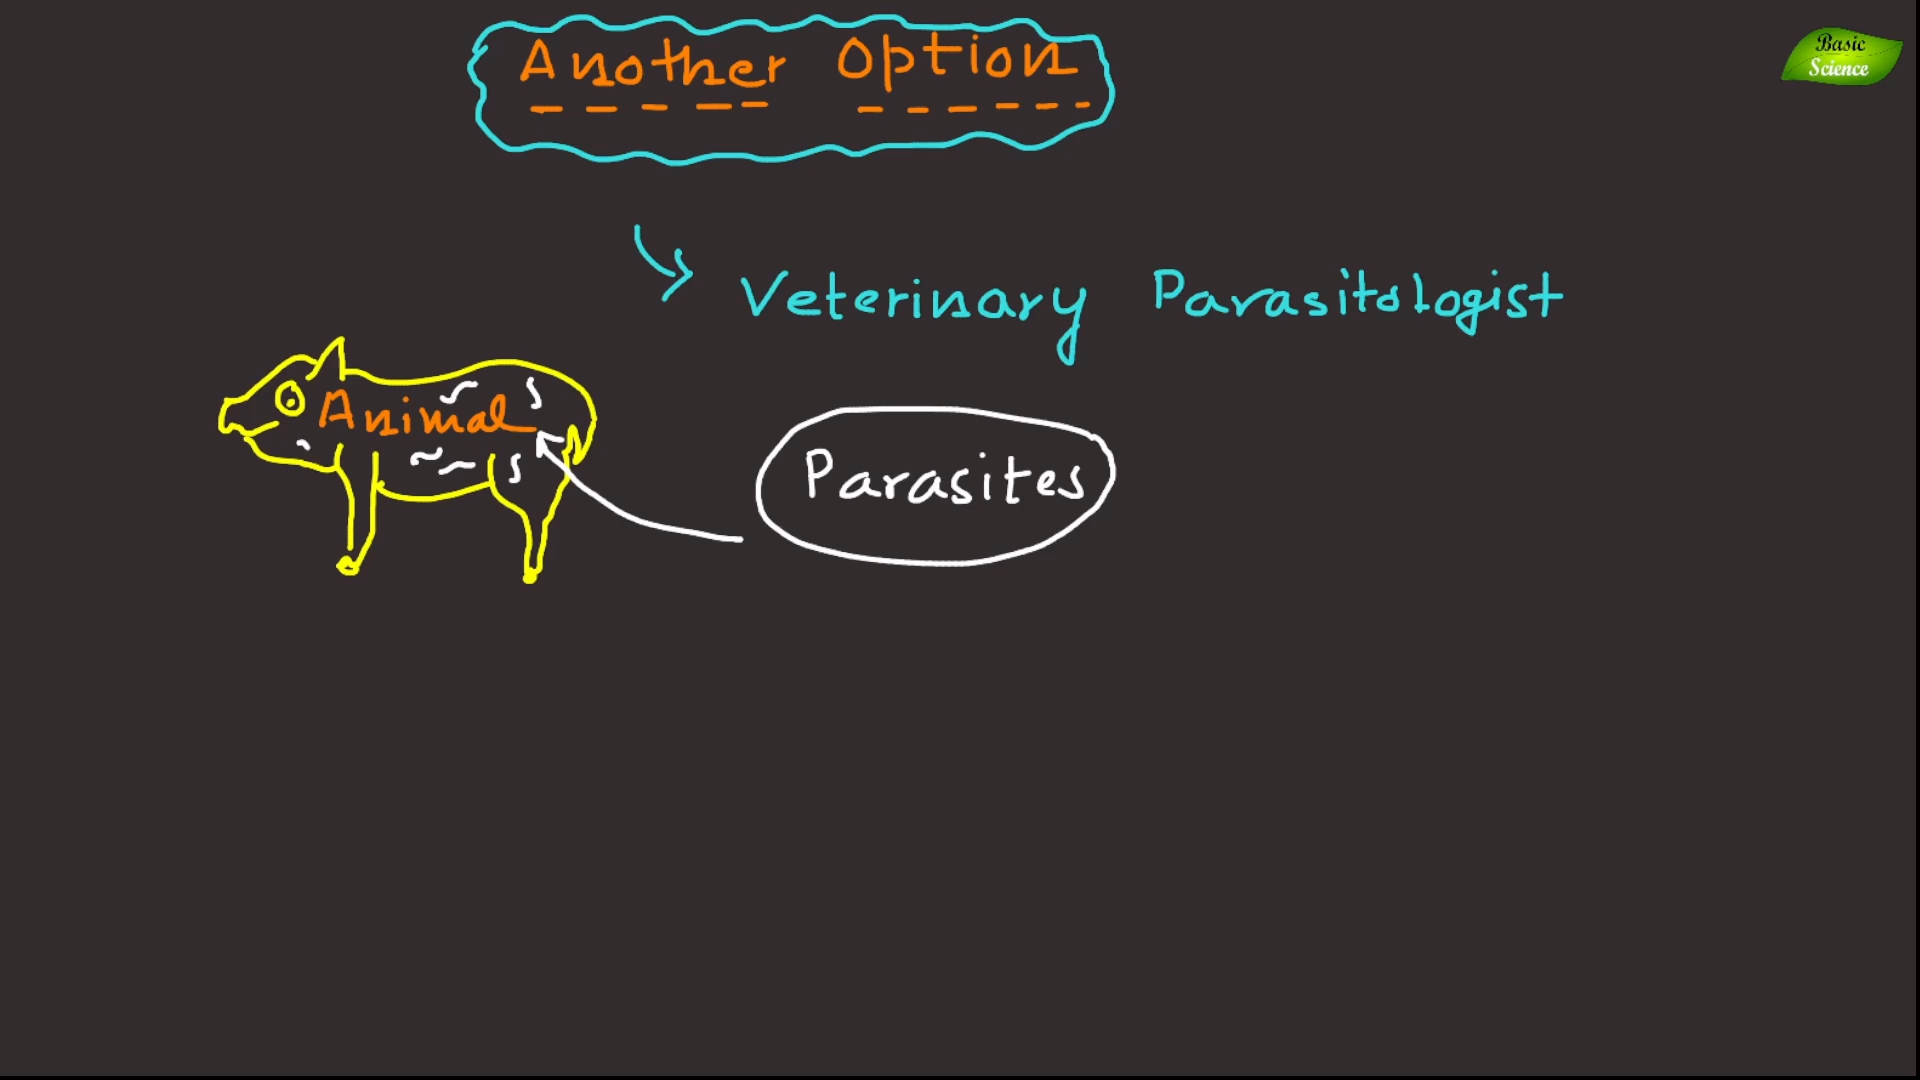 Another Option
Basic
Science
Veterinary Parasitologist
Animal
Parasites